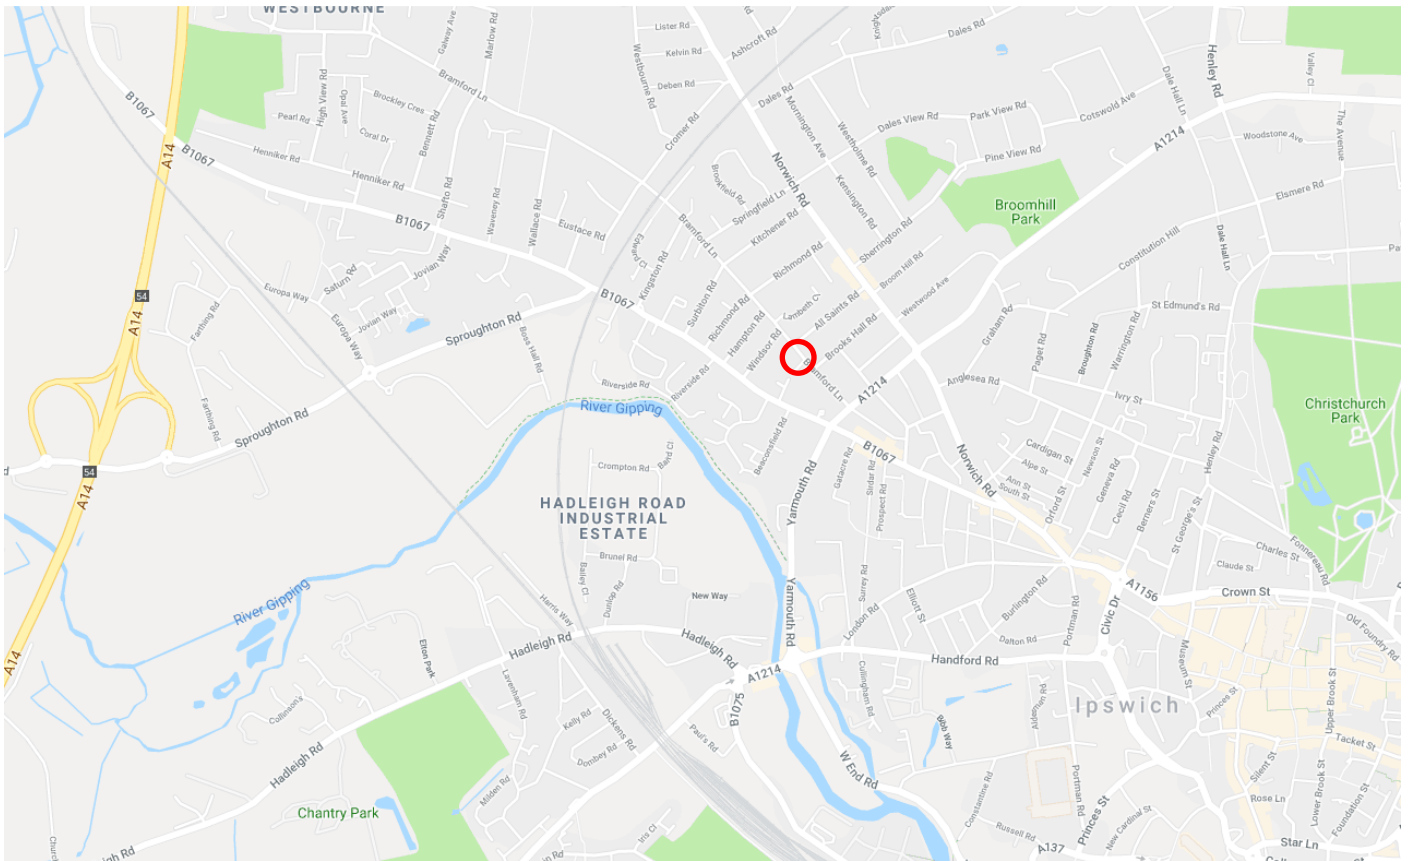 WESTBOURNE
Lister Rd
Ashcroft Rd
Dales Rd
Henley Rd
Valley Cl
Galway Ave
Marlow Rd
Kelvin Rd
Westbourne Rd
Bramford Ln
Deben Rd
Dales Rd
Dale Hall Ln
B1067
High View Rd
Opal Ave
Brockley Cres
Pearl Rd
Coral Dr
Bennett Rd
Cromer Rd
Mornington Ave
Westholme Rd
Dales View Rd
Park View Rd
Cotswold Ave
A1214
The Avenue
Woodstone Ave
A14
B1067
Henniker Rd
Henniker Rd
Shafto Rd
Waveney Rd
Wallace Rd
Eustace Rd
B1067
Brookfield Rd
Springfield Ln
Bramford Ln
Kitchener Rd
Norwich Rd
Kensington Rd
Pine View Rd
Elsmere Rd
Broomhill
Park
Sherrington Rd
Constitution Hill
Dale Hall Ln
Edward Cl
Kingston Rd
Jovian Way
Saturn Rd
Europa Way
Surbiton Rd
Richmond Rd
Richmond Rd
Broom Hill Rd
Westwood Ave
54
Farthing Rd
A14
Europa Way
Jovian Way
Sproughton Rd
B1067
Hampton Rd
Lambeth Cl
All Saints Rd
Brooks Hall Rd
Windsor Rd
Graham Rd
St Edmund's Rd
Boss Hall Rd
Paget Rd
Broughton Rd
Warrington Rd
Riverside Rd
Riverside Rd
River Gipping
Bramford Ln
A1214
Anglesea Rd
Ivry St
Christchurch
Park
Farthing Rd
Sproughton Rd
Beaconsfield Rd
B1067
Norwich Rd
Cardigan St
Alpe St
Newson St
Henley Rd
54
A14
Crompton Rd
Baird Cl
Yarmouth Rd
Gatacre Rd
Sirdar Rd
Prospect Rd
Ann St
South St
Orford St
Geneva Rd
Cecil Rd
Berners St
St George's St
HADLEIGH ROAD
INDUSTRIAL
ESTATE
Brunel Rd
Bailey Cl
Dunlop Rd
New Way
Yarmouth Rd
Surrey Rd
Elliott St
London Rd
Burlington Rd
Portman Rd
Civic Dr
A1156
Claude St
Charles St
Fonnereau Rd
Crown St
Old Foundry Rd
River Gipping
Harris Way
Elton Park
Hadleigh Rd
Hadleigh Rd
A1214
Dalton Rd
Handford Rd
Museum St
A14
Cullingham Rd
Lavenham Rd
Collinson's
Kelly Rd
Dickens Rd
Paul's Rd
B1075
Bibb Way
Alderman Rd
Ipswich
Princes St
Upper Brook St
Tacket St
Dombey Rd
Hadleigh Rd
W End Rd
Milden Rd
Constantine Rd
Portman Rd
Princes St
Silent St
Rose Ln
Lower Brook St
Foundation St
Chantry Park
Iris Cl
Russell Rd
New Cardinal St
A137
Star Ln